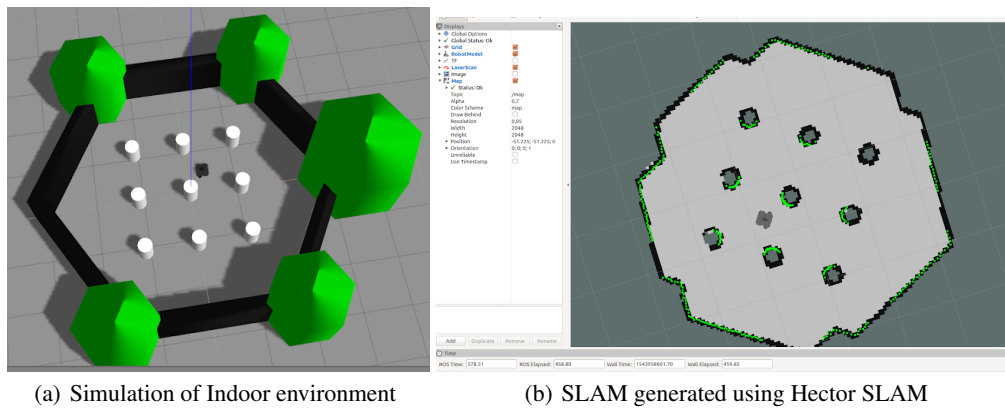 Displays
Global Options
Global Status: Ok
Grid
RobotModel
TF
LaserScan
Image
Map
Status: Ok
Topic /map
Alpha 0,7
Color Scheme map
Draw Behind
Resolution 0,05
Width 2048
Height 2048
Position -51.225; -51.225; 0
Orientation 0; 0; 0; 1
Unreliable
Use Timestamp
Add Duplicate Remove Rename
Time
ROS Time: 578.51 ROS Elapsed: 458.80 Wall Time: 1543958601.70 Wall Elapsed: 459.65
(a) Simulation of Indoor environment
(b) SLAM generated using Hector SLAM